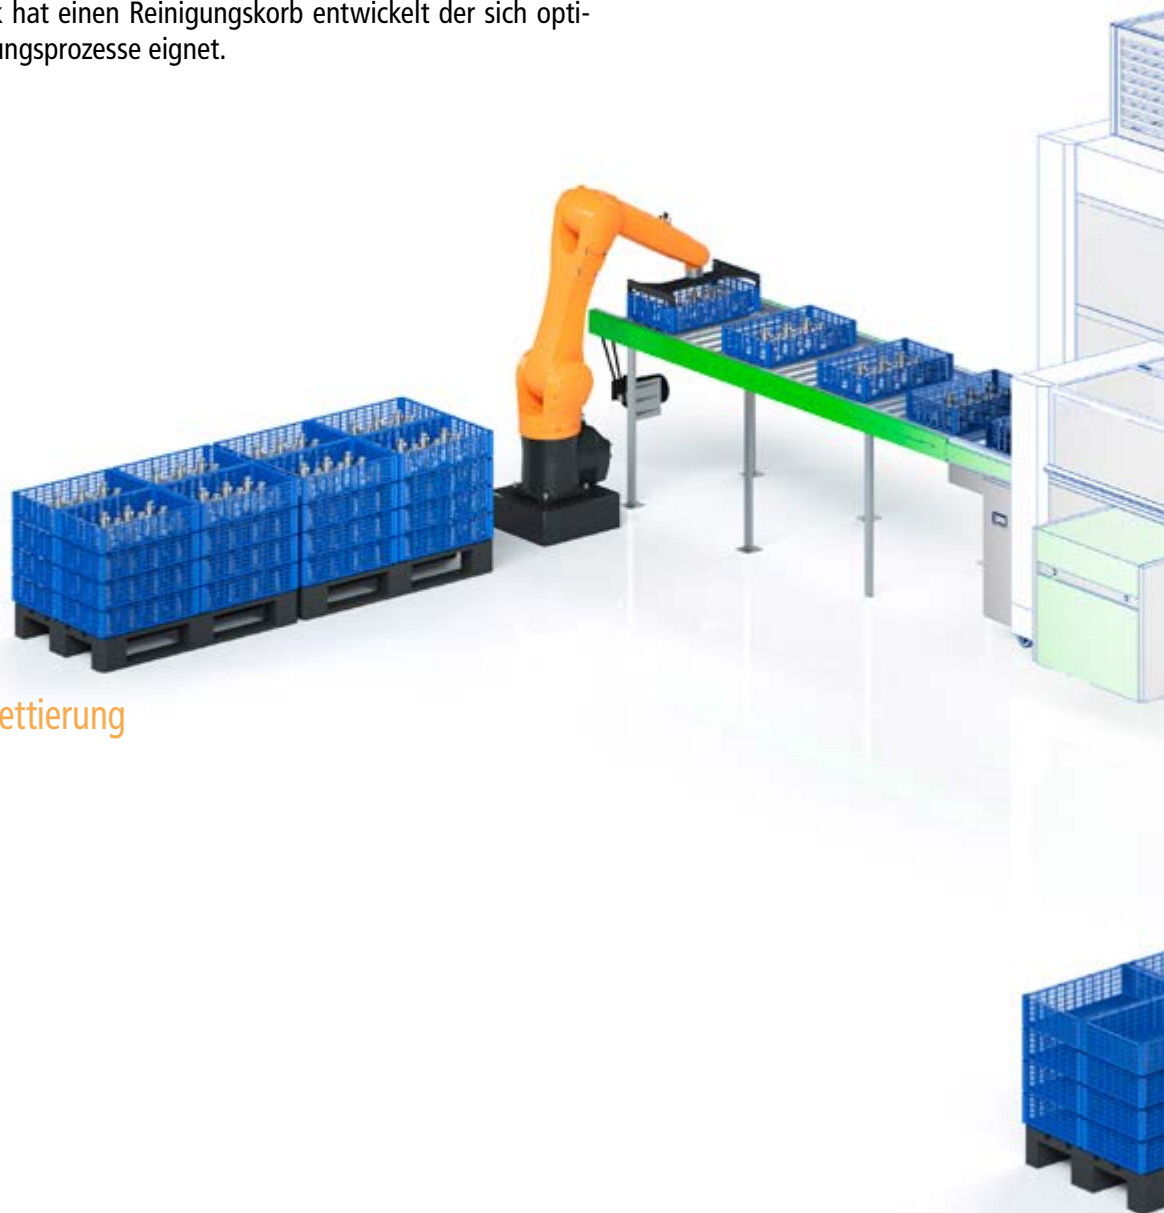 k hat einen Reinigungskorb entwickelt der sich opti-
ungsprozesse eignet.
ettierung